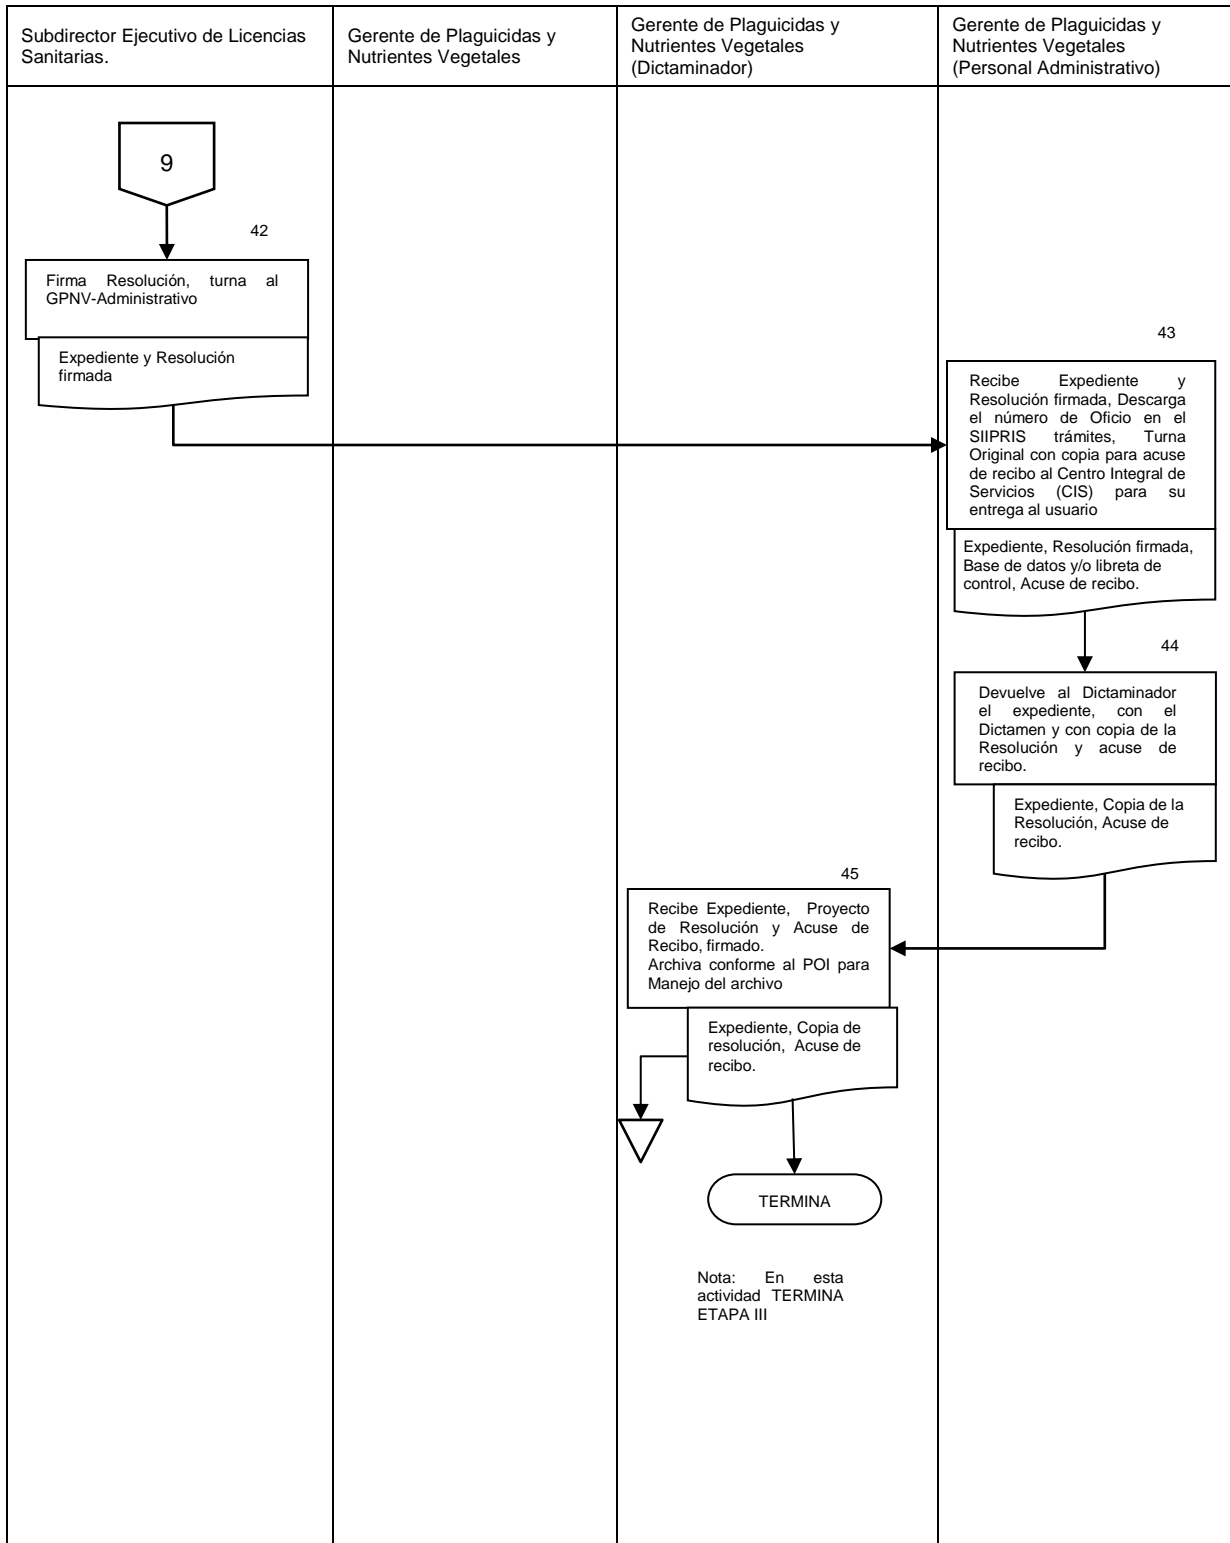 Subdirector Ejecutivo de Licencias
Sanitarias.
Gerente de Plaguicidas y
Nutrientes Vegetales
Gerente de Plaguicidas y
Nutrientes Vegetales
(Dictaminador)
Gerente de Plaguicidas y
Nutrientes Vegetales
(Personal Administrativo)
9
42
Firma Resolución, turna al
GPNV-Administrativo
Expediente y Resolución
firmada
43
Recibe Expediente y
Resolución firmada, Descarga
el número de Oficio en el
SIIPRIS trámites, Turna
Original con copia para acuse
de recibo al Centro Integral de
Servicios (CIS) para su
entrega al usuario
Expediente, Resolución firmada,
Base de datos y/o libreta de
control, Acuse de recibo.
44
Devuelve al Dictaminador
el expediente, con el
Dictamen y con copia de la
Resolución y acuse de
recibo.
Expediente, Copia de la
Resolución, Acuse de
recibo.
45
Recibe Expediente, Proyecto
de Resolución y Acuse de
Recibo, firmado.
Archiva conforme al POI para
Manejo del archivo
Expediente, Copia de
resolución, Acuse de
recibo.
TERMINA
Nota: En esta
actividad TERMINA
ETAPA III